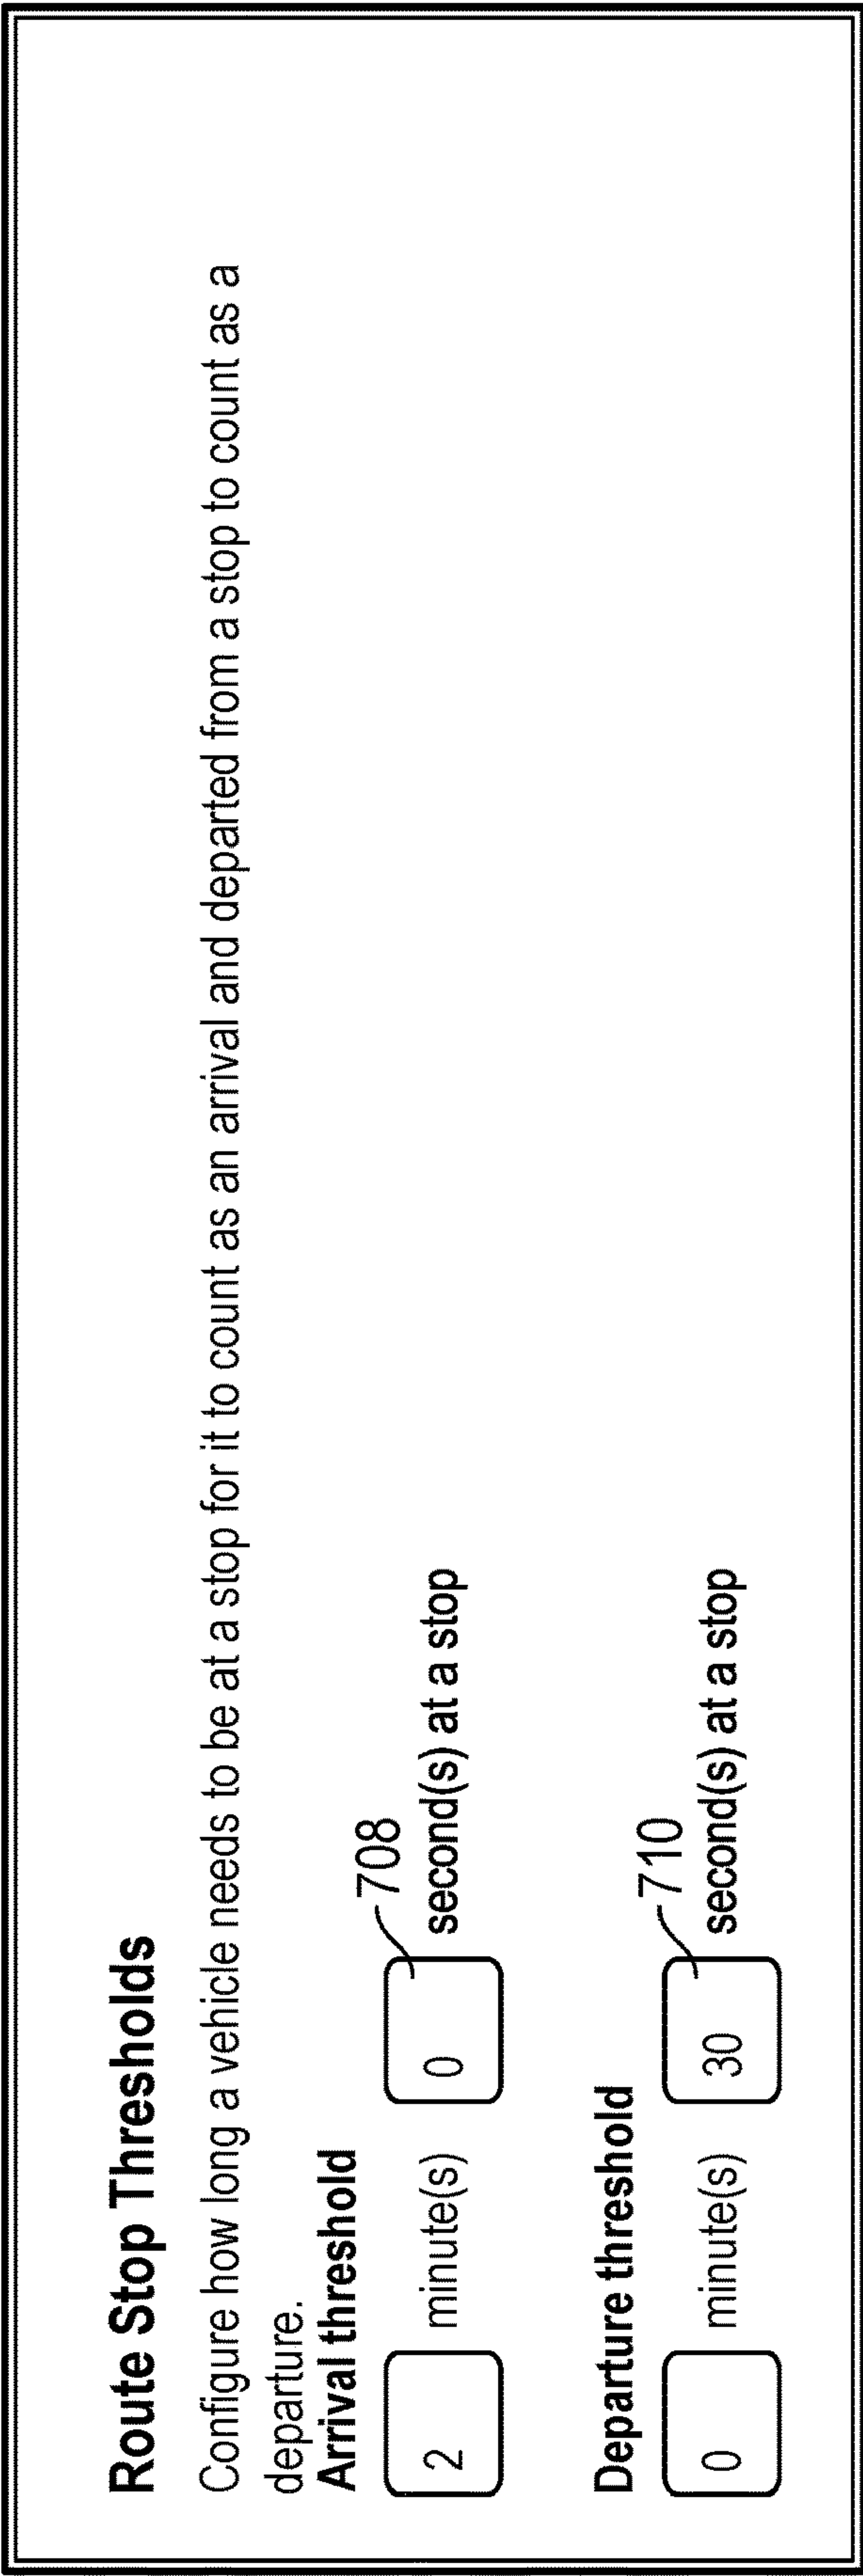 Route Stop Thresholds
Configure how long a vehicle needs to be at a stop for it to count as an arrival and departed from a stop to count as a
departure.
Arrival threshold
708
2 minute(s) 0 second(s) at a stop
Departure threshold
710
0 minute(s) 30 second(s) at a stop